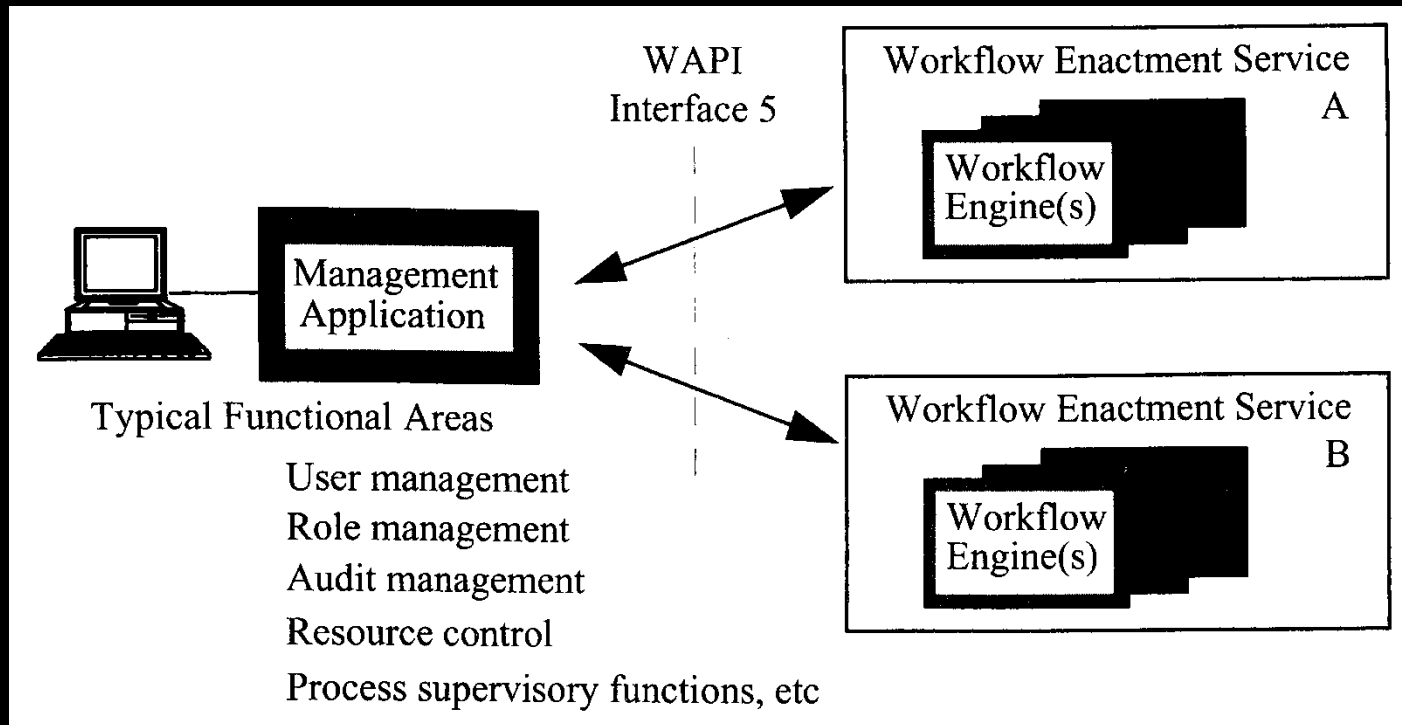 WAPI
Interface 5
Workflow Enactment Service
A
Workflow
Engine(s)
Management
Application
Typical Functional Areas
User management
Role management
Audit management
Resource control
Process supervisory functions, etc
Workflow Enactment Service
B
Workflow
Engine(s)